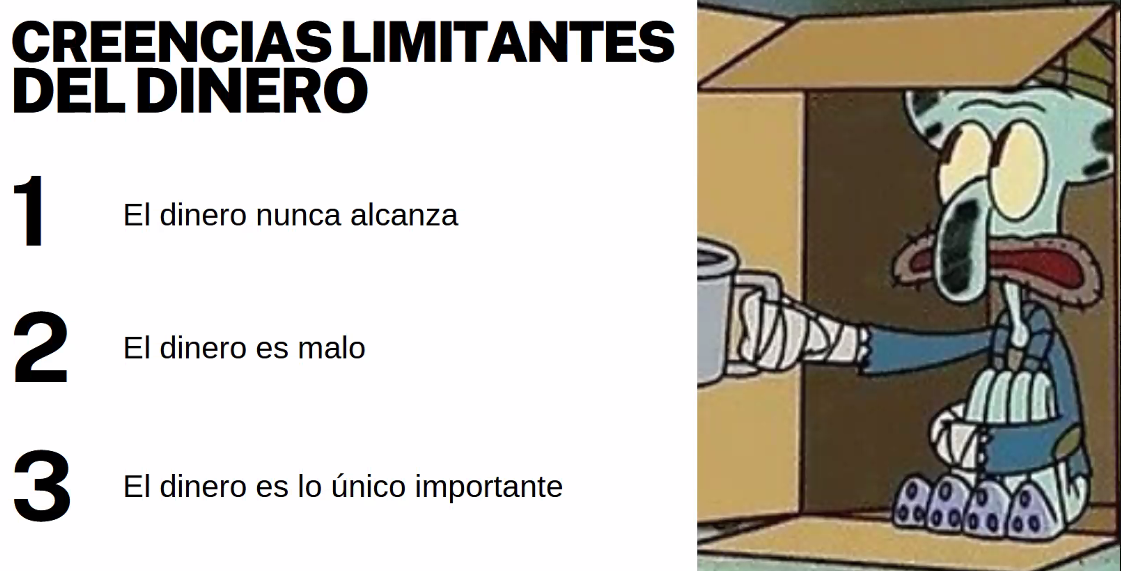 CREENCIAS LIMITANTES
DEL DINERO
1 El dinero nunca alcanza
2 El dinero es malo
3 El dinero es lo único importante